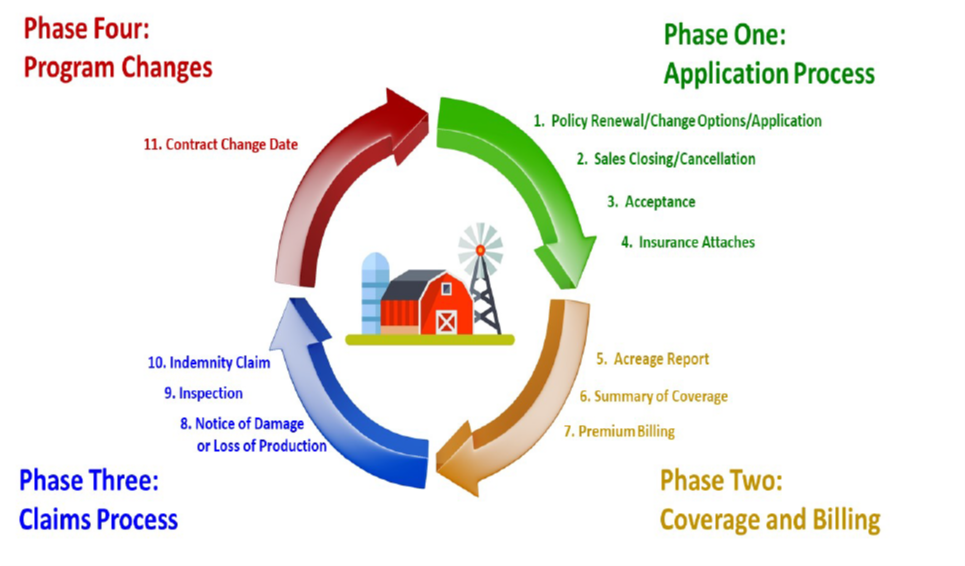 Phase Four:
Program Changes
Phase One:
Application Process
1. Policy Renewal/Change Options/Application
2. Sales Closing/Cancellation
3. Acceptance
4. Insurance Attaches
11. Contract Change Date
5. Acreage Report
6. Summary of Coverage
7. Premium Billing
10. Indemnity Claim
9. Inspection
8. Notice of Damage
or Loss of Production
Phase Three:
Claims Process
Phase Two:
Coverage and Billing